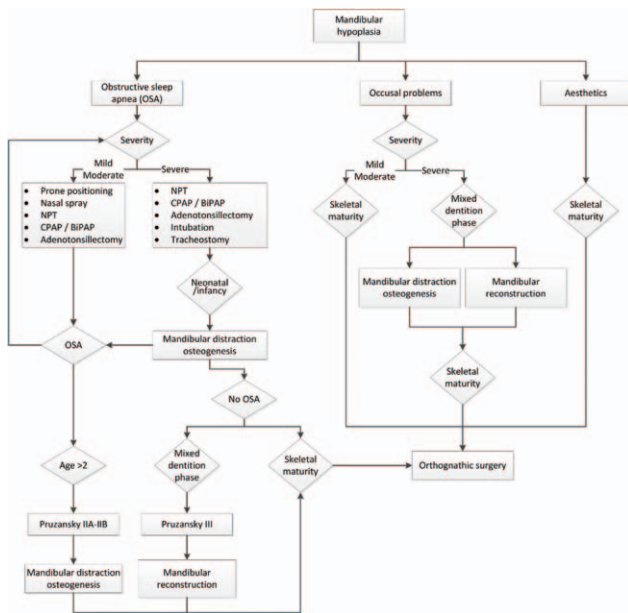 Mandibular
hypoplasia
Obstructive sleep
apnea (OSA)
Occusal problems
Aesthetics
Severity
Severity
Mild
Moderate
Severe
Mild
Moderate
Severe
• Prone positioning
• Nasal spray
• NPT
• CPAP / BiPAP
• Adenotonsillectomy
• NPT
• CPAP / BiPAP
• Adenotonsillectomy
• Intubation
• Tracheostomy
Skeletal
maturity
Mixed
dentition
phase
Skeletal
maturity
Neonatal
/infancy
Mandibular distraction
osteogenesis
Mandibular
reconstruction
OSA
Mandibular distraction
osteogenesis
Skeletal
maturity
No OSA
Age >2
Mixed
dentition
phase
Skeletal
maturity
Orthognathic surgery
Pruzansky IIA-IIB
Pruzansky III
Mandibular distraction
osteogenesis
Mandibular
reconstruction